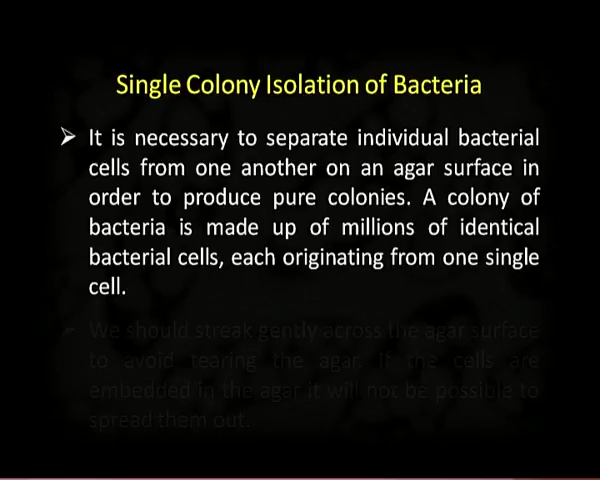 Single Colony Isolation of Bacteria
It is necessary to separate individual bacterial
cells from one another on an agar surface in
order to produce pure colonies. A colony of
bacteria is made up of millions of identical
bacterial cells, each originating from one single
cell.
We should streak gently across the agar surface
to avoid tearing the agar. If the cells are
embedded in the agar it will not be possible to
spread them out.